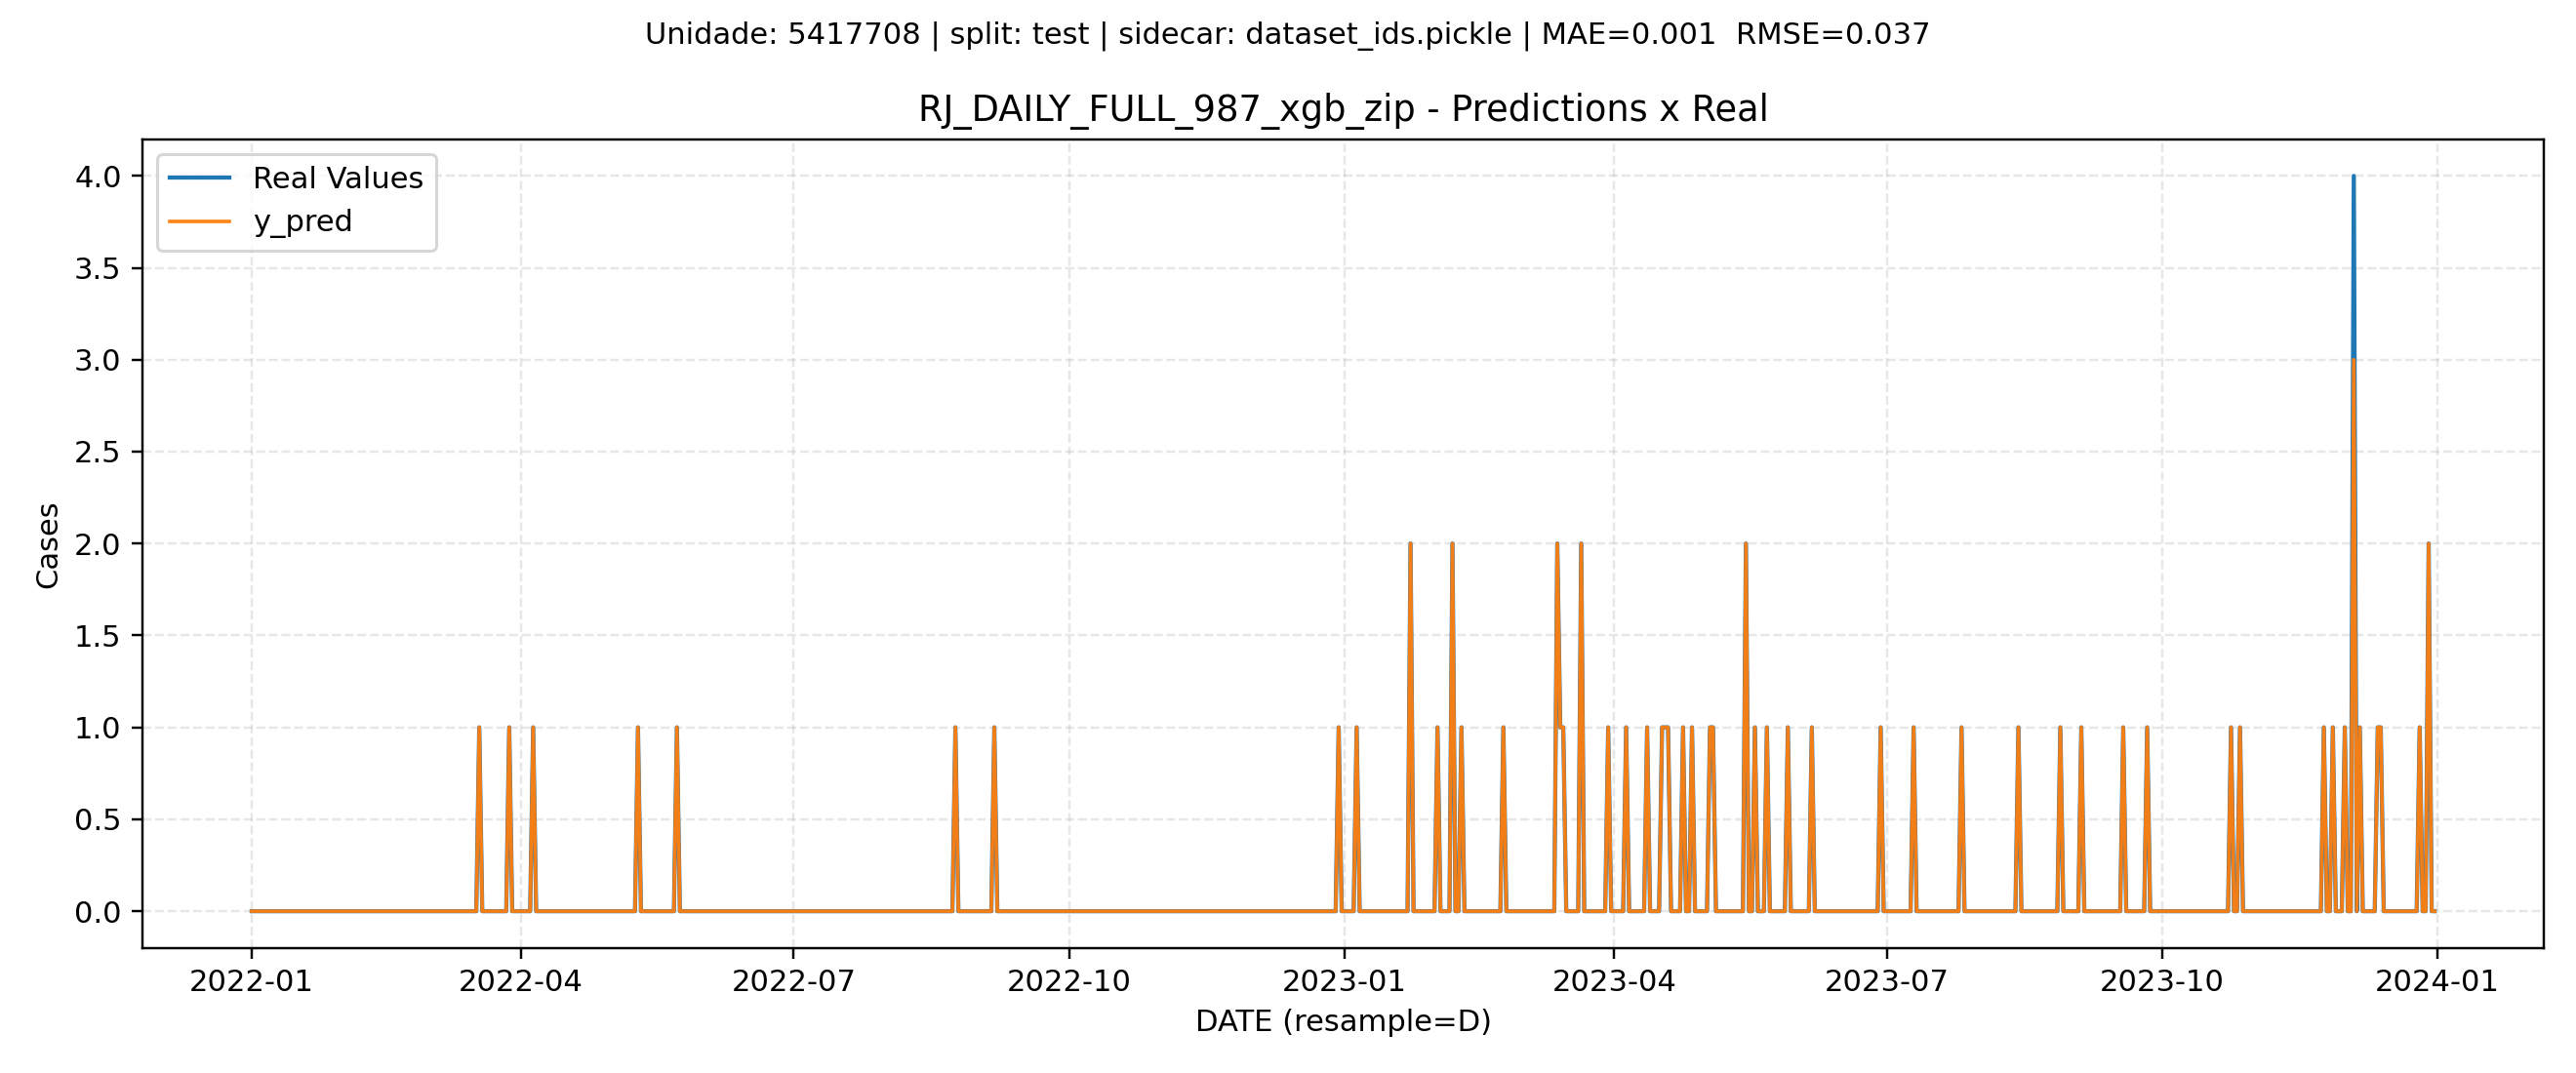 Unidade: 5417708 | split: test | sidecar: dataset_ids.pickle | MAE=0.001  RMSE=0.037
RJ_DAILY_FULL_987_xgb_zip - Predictions x Real
Real Values
y_pred
Cases
4.0
3.5
3.0
2.5
2.0
1.5
1.0
0.5
0.0
2022-01 2022-04 2022-07 2022-10 2023-01 2023-04 2023-07 2023-10 2024-01
DATE (resample=D)